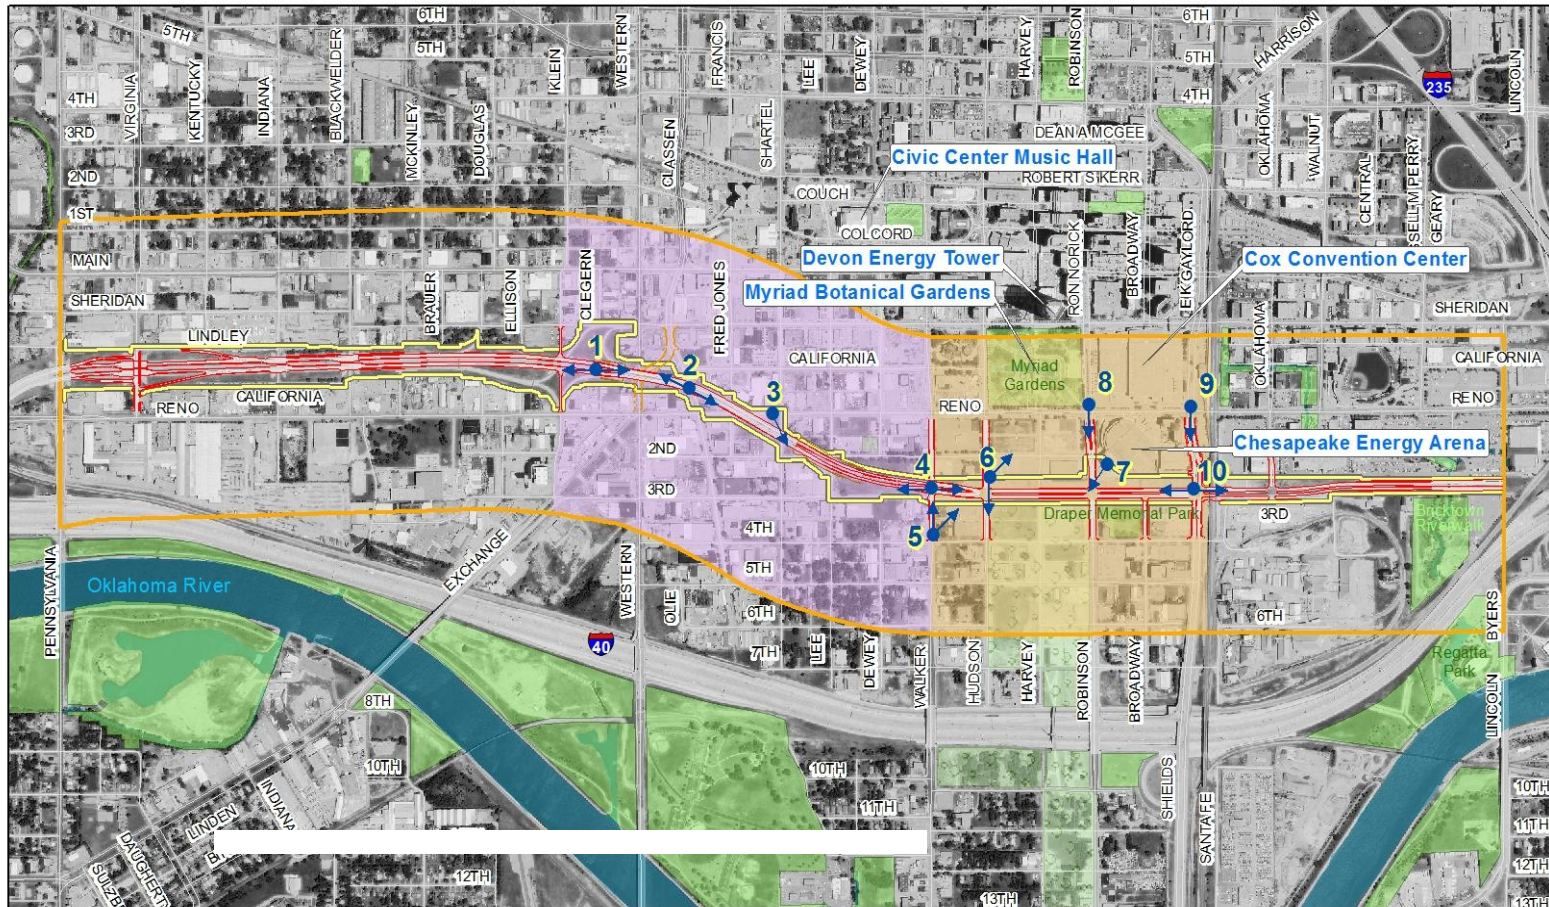 6TH
5TH
5TH
WESTERN
KLEIN
FRANCIS
LEE
DEWEY
HARVEY
ROBINSON
6TH
5TH
4TH
HARRISON
LINCOLN
235
4TH
3RD
2ND
1ST
VIRGINIA
KENTUCKY
INDIANA
BLACKWELDER
MCKINLEY
DOUGLAS
CLASSEN
SHARTEL
DEAN A MCGEE
Civic Center Music Hall
ROBERT S KERR
COUCH
COLCORD
OKLAHOMA
WALNUT
CENTRAL
GEARY
MAIN
SHERIDAN
LINDLEY
BRAUER
ELLISON
CLEGERN
FRED JONES
Devon Energy Tower
Myriad Botanical Gardens
RON NORICK
BROADWAY
Cox Convention Center
SHERIDAN
OKLAHOMA
CALIFORNIA
CALIFORNIA
RENO
CALIFORNIA
Myriad
Gardens
RENO
RENO
1
2
3
8
9
2ND
3RD
4
6
7
10
Chesapeake Energy Arena
Draper Memorial Park
3RD
Bricktown
Riverwalk
4TH
5
5TH
6TH
6TH
7TH
PENNSYLVANIA
Oklahoma River
EXCHANGE
WESTERN
OLIE
40
LEE
DEWEY
WALKER
HUDSON
HARVEY
ROBINSON
BROADWAY
BYERS
LINCOLN
Regatta
Park
8TH
10TH
INDIANA
LINDEN
10TH
11TH
12TH
13TH
SHIELDS
SANTA FE
10TH
11TH
12TH
13TH